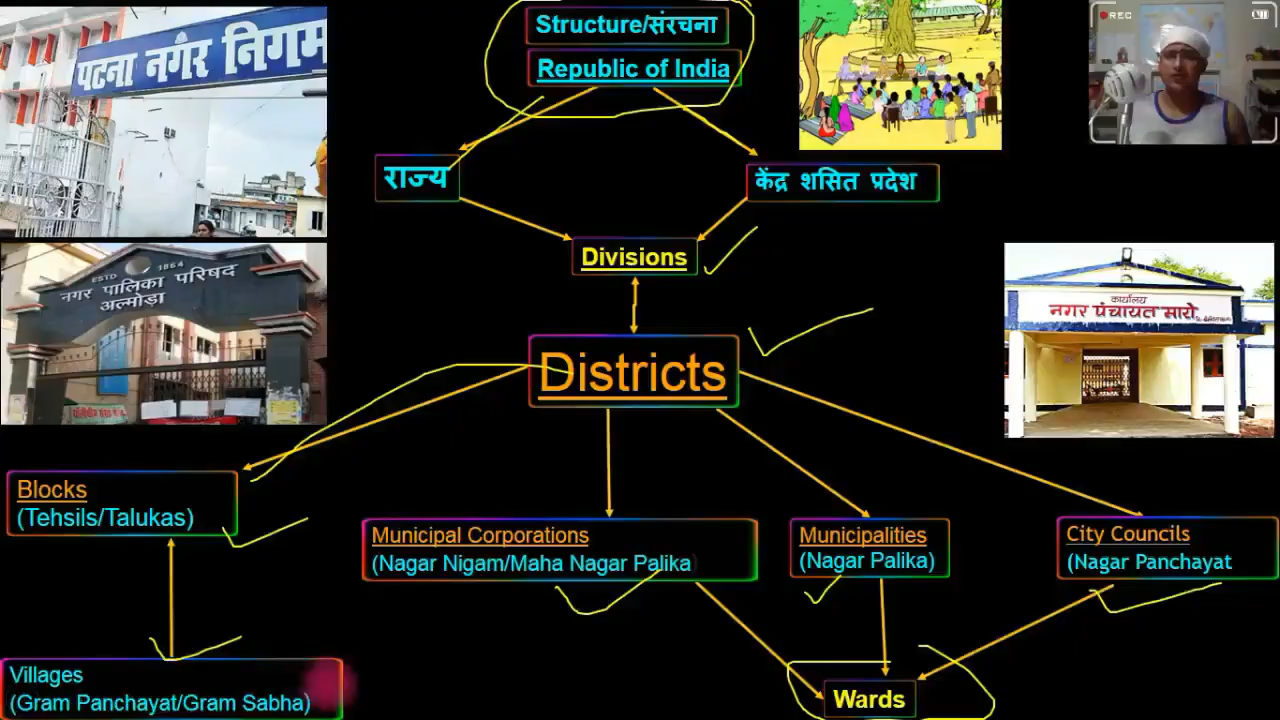 Structure/संरचना
Republic of India
REC
पटना नगर निगम
राज्य
केंद्र शसित प्रदेश
Divisions
ESTD 1864
नगर पालिका परिषद
अल्मोड़ा
कार्यालय
नगर पंचायत मारो
Districts
Blocks
(Tehsils/Talukas)
Municipal Corporations
(Nagar Nigam/Maha Nagar Palika)
Municipalities
(Nagar Palika)
City Councils
(Nagar Panchayat
Villages
(Gram Panchayat/Gram Sabha)
Wards